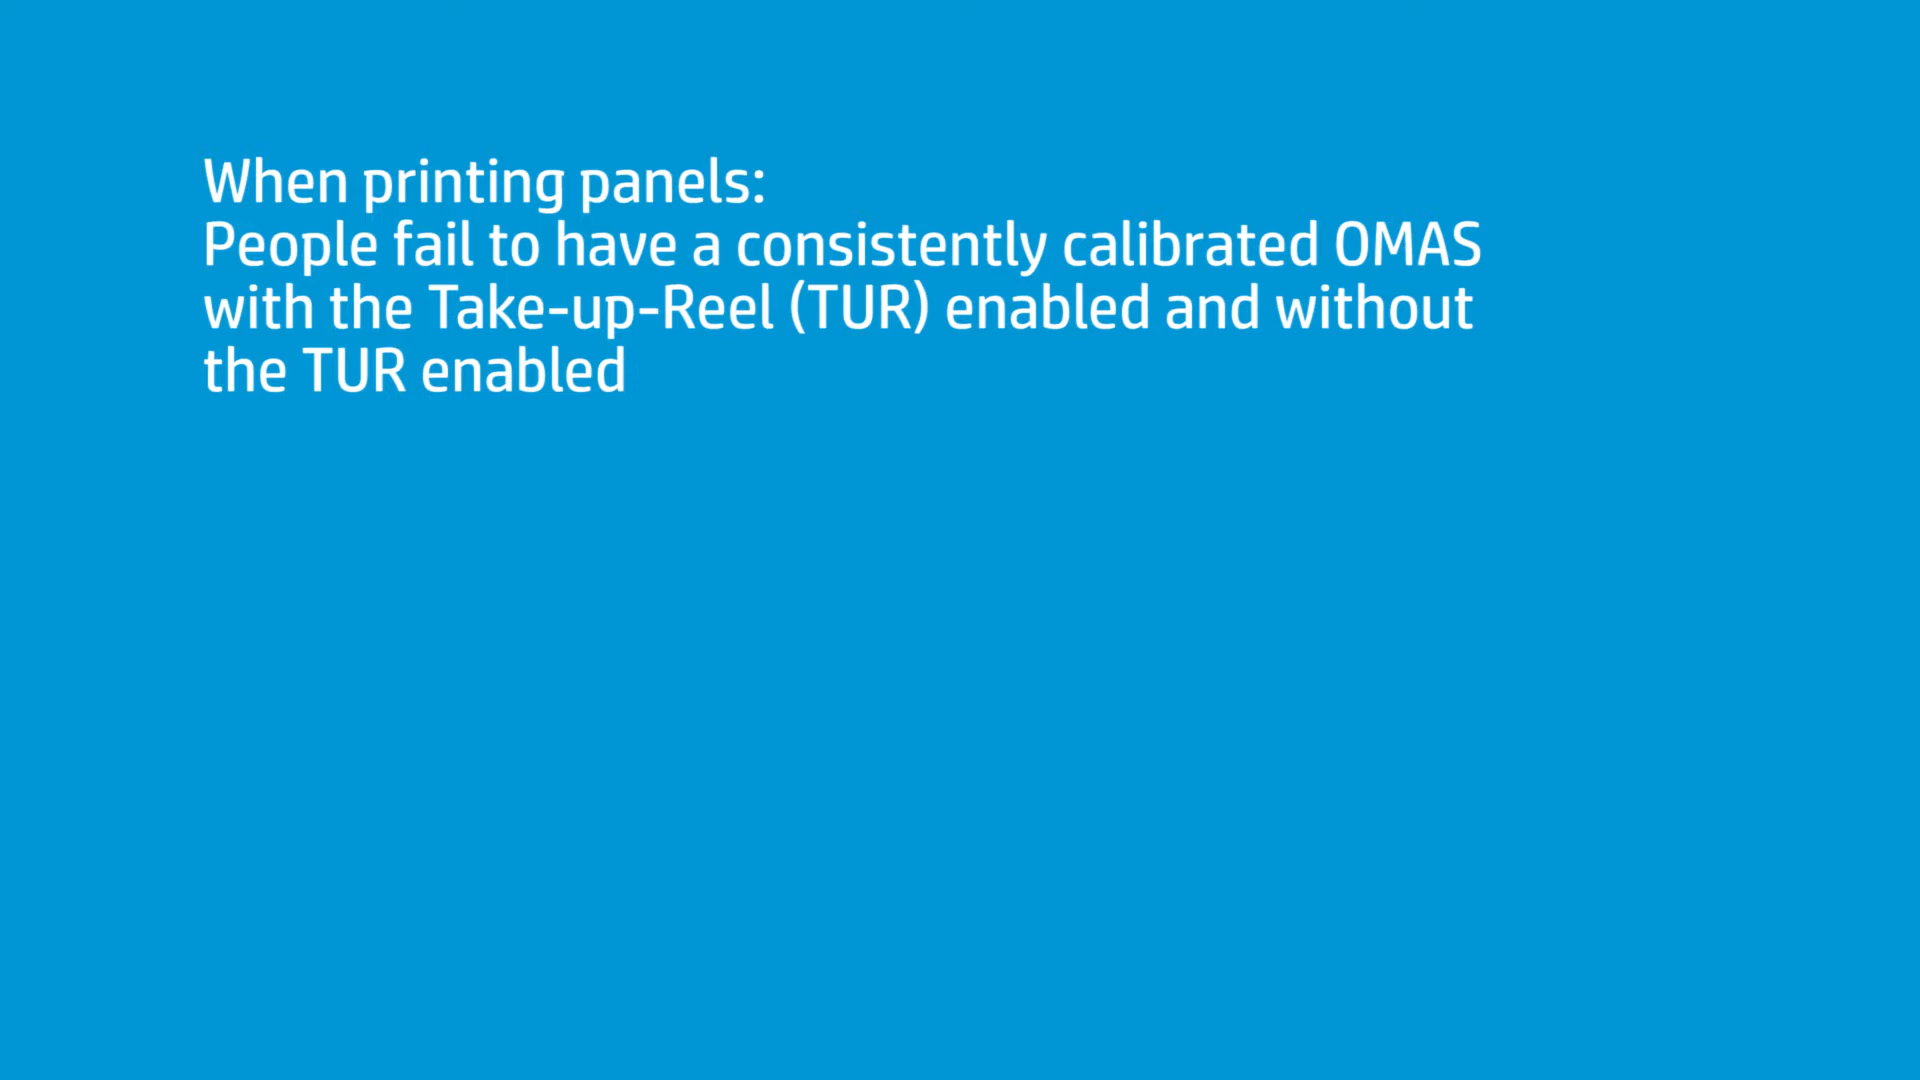 When printing panels:
People fail to have a consistently calibrated OMAS
with the Take-up-Reel (TUR) enabled and without
the TUR enabled